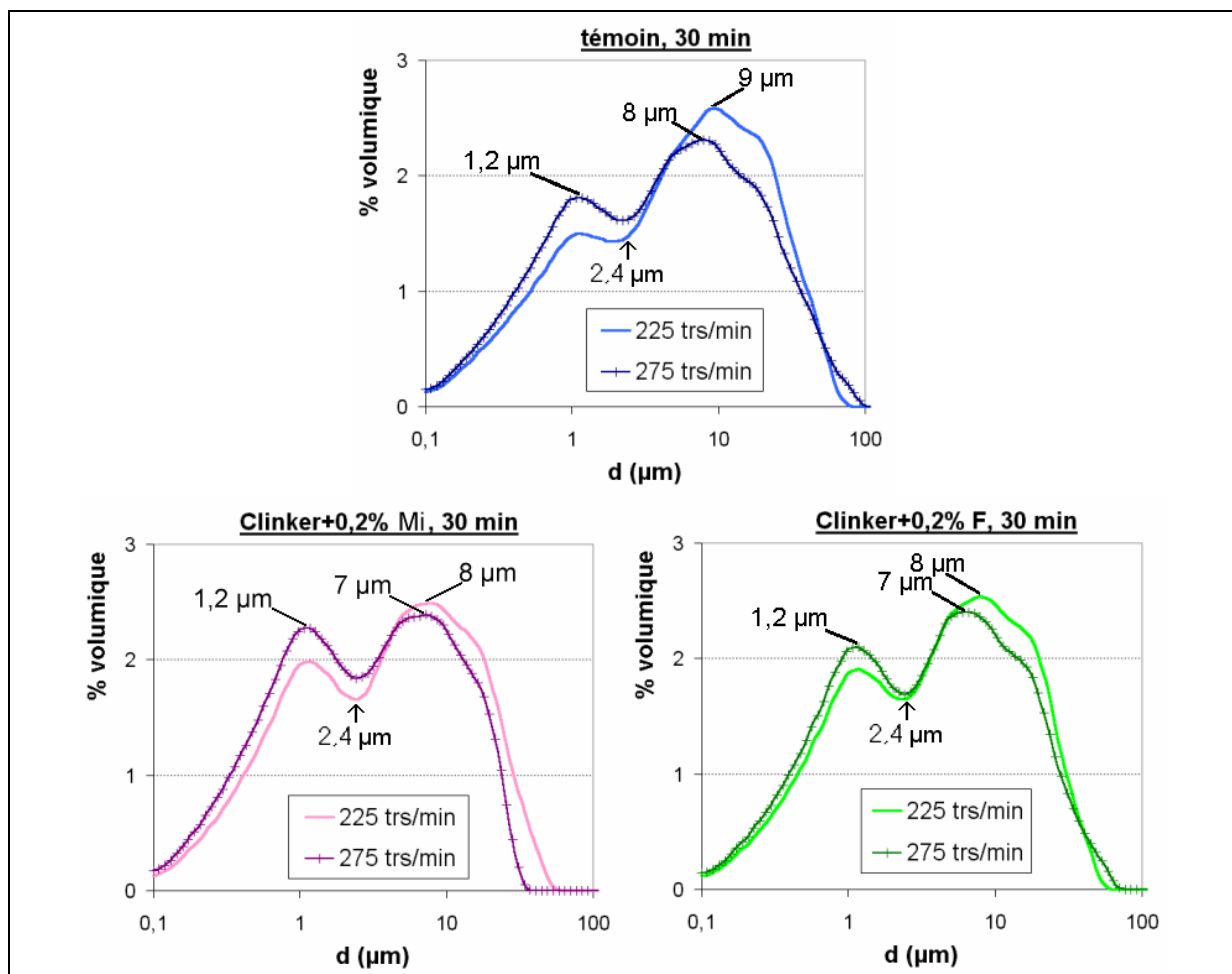 témoin, 30 min
3
9 µm
8 µm
1,2 µm
2
% volumique
2,4 µm
1
225 trs/min
275 trs/min
0
0,1 1 10 100
d (µm)
Clinker+0,2% Mi, 30 min
3
8 µm
7 µm
1,2 µm
2
% volumique
2,4 µm
1
225 trs/min
275 trs/min
0
0,1 1 10 100
d (µm)
Clinker+0,2% F, 30 min
3
8 µm
7 µm
1,2 µm
2
% volumique
2,4 µm
1
225 trs/min
275 trs/min
0
0,1 1 10 100
d (µm)